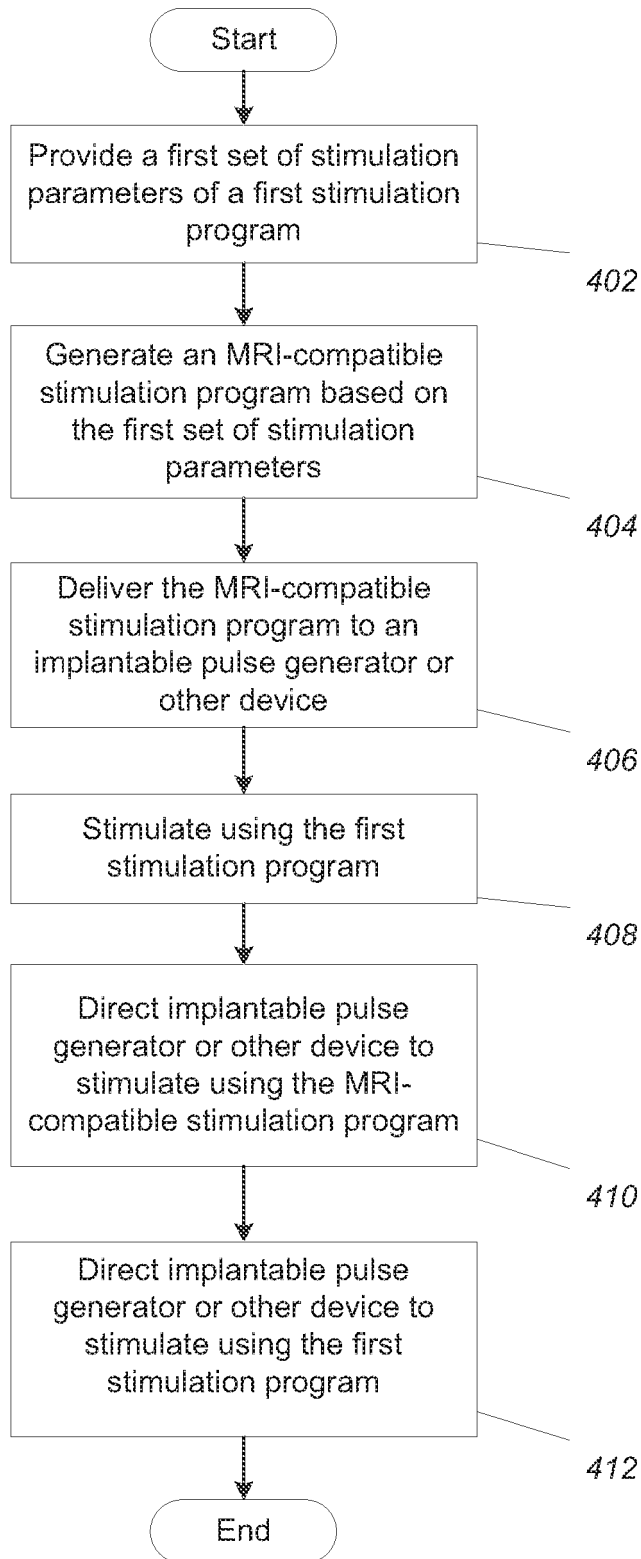 Start
Provide a first set of stimulation
parameters of a first stimulation
program
402
Generate an MRI-compatible
stimulation program based on
the first set of stimulation
parameters
404
Deliver the MRI-compatible
stimulation program to an
implantable pulse generator or
other device
406
Stimulate using the first
stimulation program
408
Direct implantable pulse
generator or other device to
stimulate using the MRI-
compatible stimulation program
410
Direct implantable pulse
generator or other device to
stimulate using the first
stimulation program
412
End